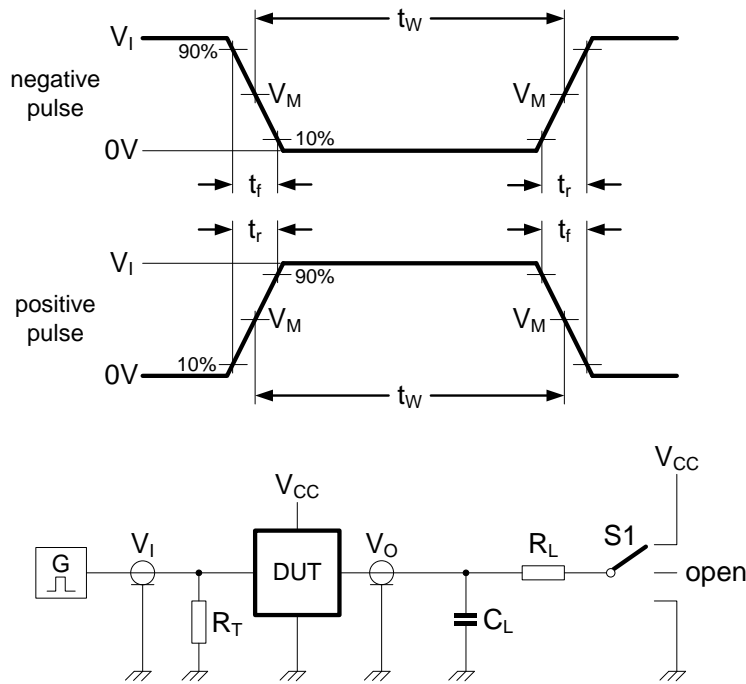 V_I
t_W
90%
negative
pulse
V_M
V_M
10%
0V
t_f
t_r
t_r
t_f
V_I
90%
positive
pulse
V_M
V_M
10%
0V
t_W
V_CC
V_CC
V_I
V_O
R_L
S1
G
DUT
open
R_T
C_L